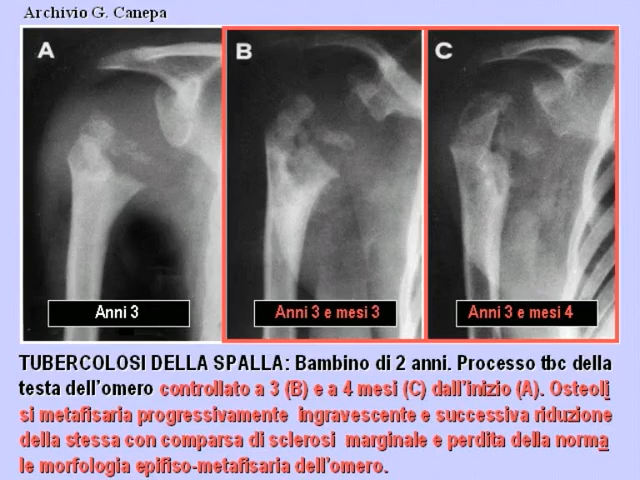 Archivio G. Canepa
A
B
C
Anni 3
Anni 3 e mesi 3
Anni 3 e mesi 4
TUBERCOLOSI DELLA SPALLA: Bambino di 2 anni. Processo tbc della
testa dell'omero controllato a 3 (B) e a 4 mesi (C) dall'inizio (A). Osteoli
si metafisaria progressivamente ingravescente e successiva riduzione
della stessa con comparsa di sclerosi marginale e perdita della norma
le morfologia epifiso-metafisaria dell'omero.